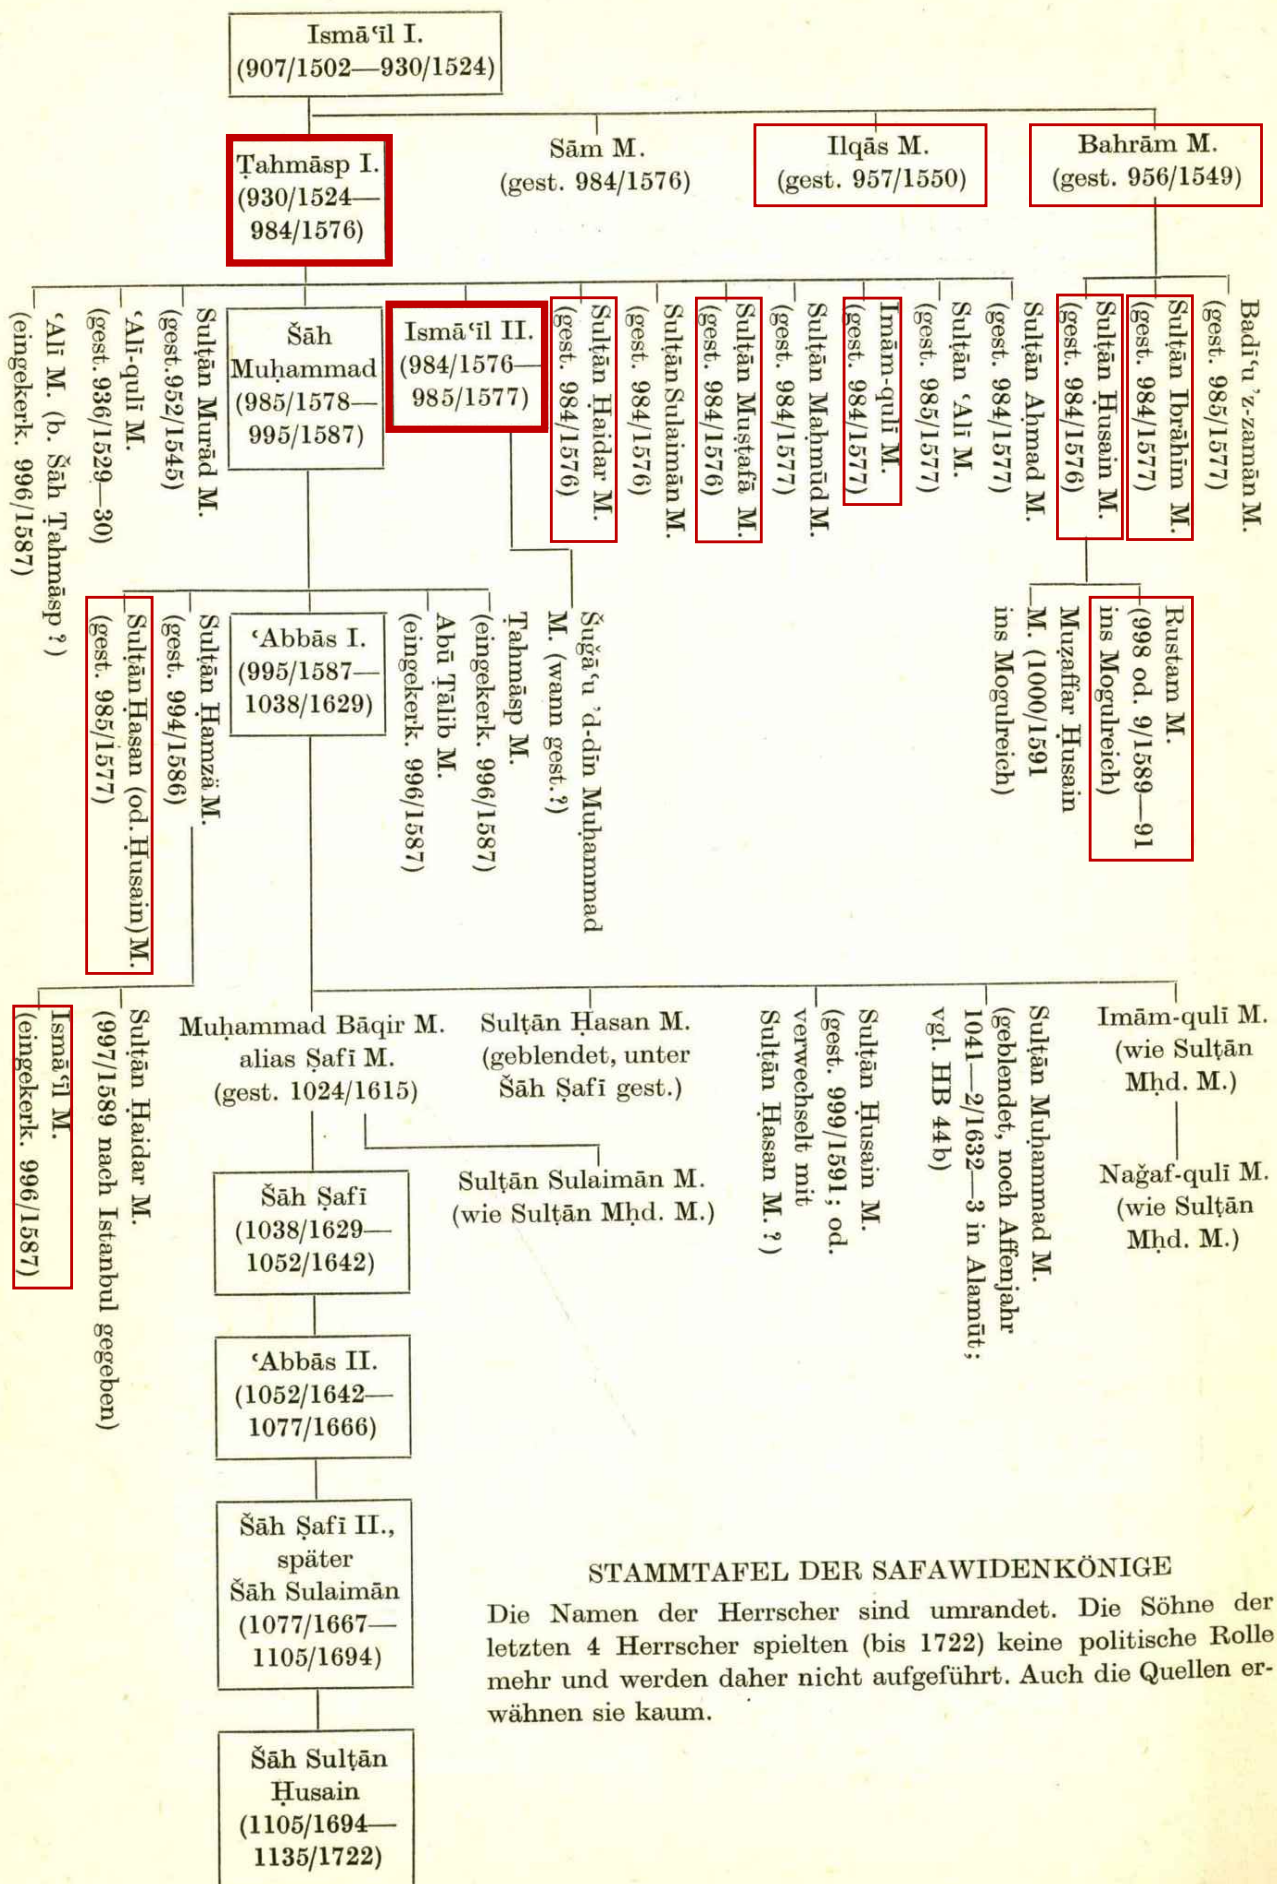 Ismāʻīl I.
(907/1502—930/1524)
Ṭahmāsp I.
(930/1524—
984/1576)
Sām M.
(gest. 984/1576)
Ilqās M.
(gest. 957/1550)
Bahrām M.
(gest. 956/1549)
ʻAlī M. (b. Šāh Ṭahmāsp ?)
(eingekerk. 996/1587)
ʻAlī-qulī M.
(gest. 936/1529—30)
Sulṭān Murād M.
(gest. 952/1545)
Šāh
Muḥammad
(985/1578—
995/1587)
Ismāʻīl II.
(984/1576—
985/1577)
Sulṭān Ḥaidar M.
(gest. 984/1576)
Sulṭān Sulaimān M.
(gest. 984/1576)
Sulṭān Muṣṭafā M.
(gest. 984/1576)
Sulṭān Maḥmūd M.
(gest. 984/1577)
Imām-qulī M.
(gest. 984/1577)
Sulṭān ʻAlī M.
(gest. 985/1577)
Sulṭān Aḥmad M.
(gest. 984/1577)
Sulṭān Ḥusain M.
(gest. 984/1576)
Sulṭān Ibrāhīm M.
(gest. 984/1577)
Badīʻu ʼz-zamān M.
(gest. 985/1577)
Sulṭān Ḥasan (od. Ḥusain) M.
(gest. 985/1577)
Sulṭān Ḥamzä M.
(gest. 994/1586)
ʻAbbās I.
(995/1587—
1038/1629)
Abū Ṭālib M.
(eingekerk. 996/1587)
Ṭahmāsp M.
(eingekerk. 996/1587)
Šuǧāʻu ʼd-dīn Muḥammad
M. (wann gest.?)
Muẓaffar Ḥusain
M. (1000/1591
ins Mogulreich)
Rustam M.
(998 od. 9/1589—91
ins Mogulreich)
Ismāʻīl M.
(eingekerk. 996/1587)
Sulṭān Ḥaidar M.
(997/1589 nach Istanbul gegeben)
Muḥammad Bāqir M.
alias Ṣafī M.
(gest. 1024/1615)
Sulṭān Ḥasan M.
(geblendet, unter
Šāh Ṣafī gest.)
Sulṭān Ḥusain M.
(gest. 999/1591; od.
verwechselt mit
Sulṭān Ḥasan M. ?)
Sulṭān Muḥammad M.
(geblendet, noch Affenjahr
1041—2/1632—3 in Alamūt;
vgl. HB 44b)
Imām-qulī M.
(wie Sulṭān
Mḥd. M.)
Šāh Ṣafī
(1038/1629—
1052/1642)
Sulṭān Sulaimān M.
(wie Sulṭān Mḥd. M.)
Naǧaf-qulī M.
(wie Sulṭān
Mḥd. M.)
ʻAbbās II.
(1052/1642—
1077/1666)
Šāh Ṣafī II.,
später
Šāh Sulaimān
(1077/1667—
1105/1694)
Šāh Sulṭān
Ḥusain
(1105/1694—
1135/1722)
STAMMTAFEL DER SAFAWIDENKÖNIGE
Die Namen der Herrscher sind umrandet. Die Söhne der
letzten 4 Herrscher spielten (bis 1722) keine politische Rolle
mehr und werden daher nicht aufgeführt. Auch die Quellen er-
wähnen sie kaum.